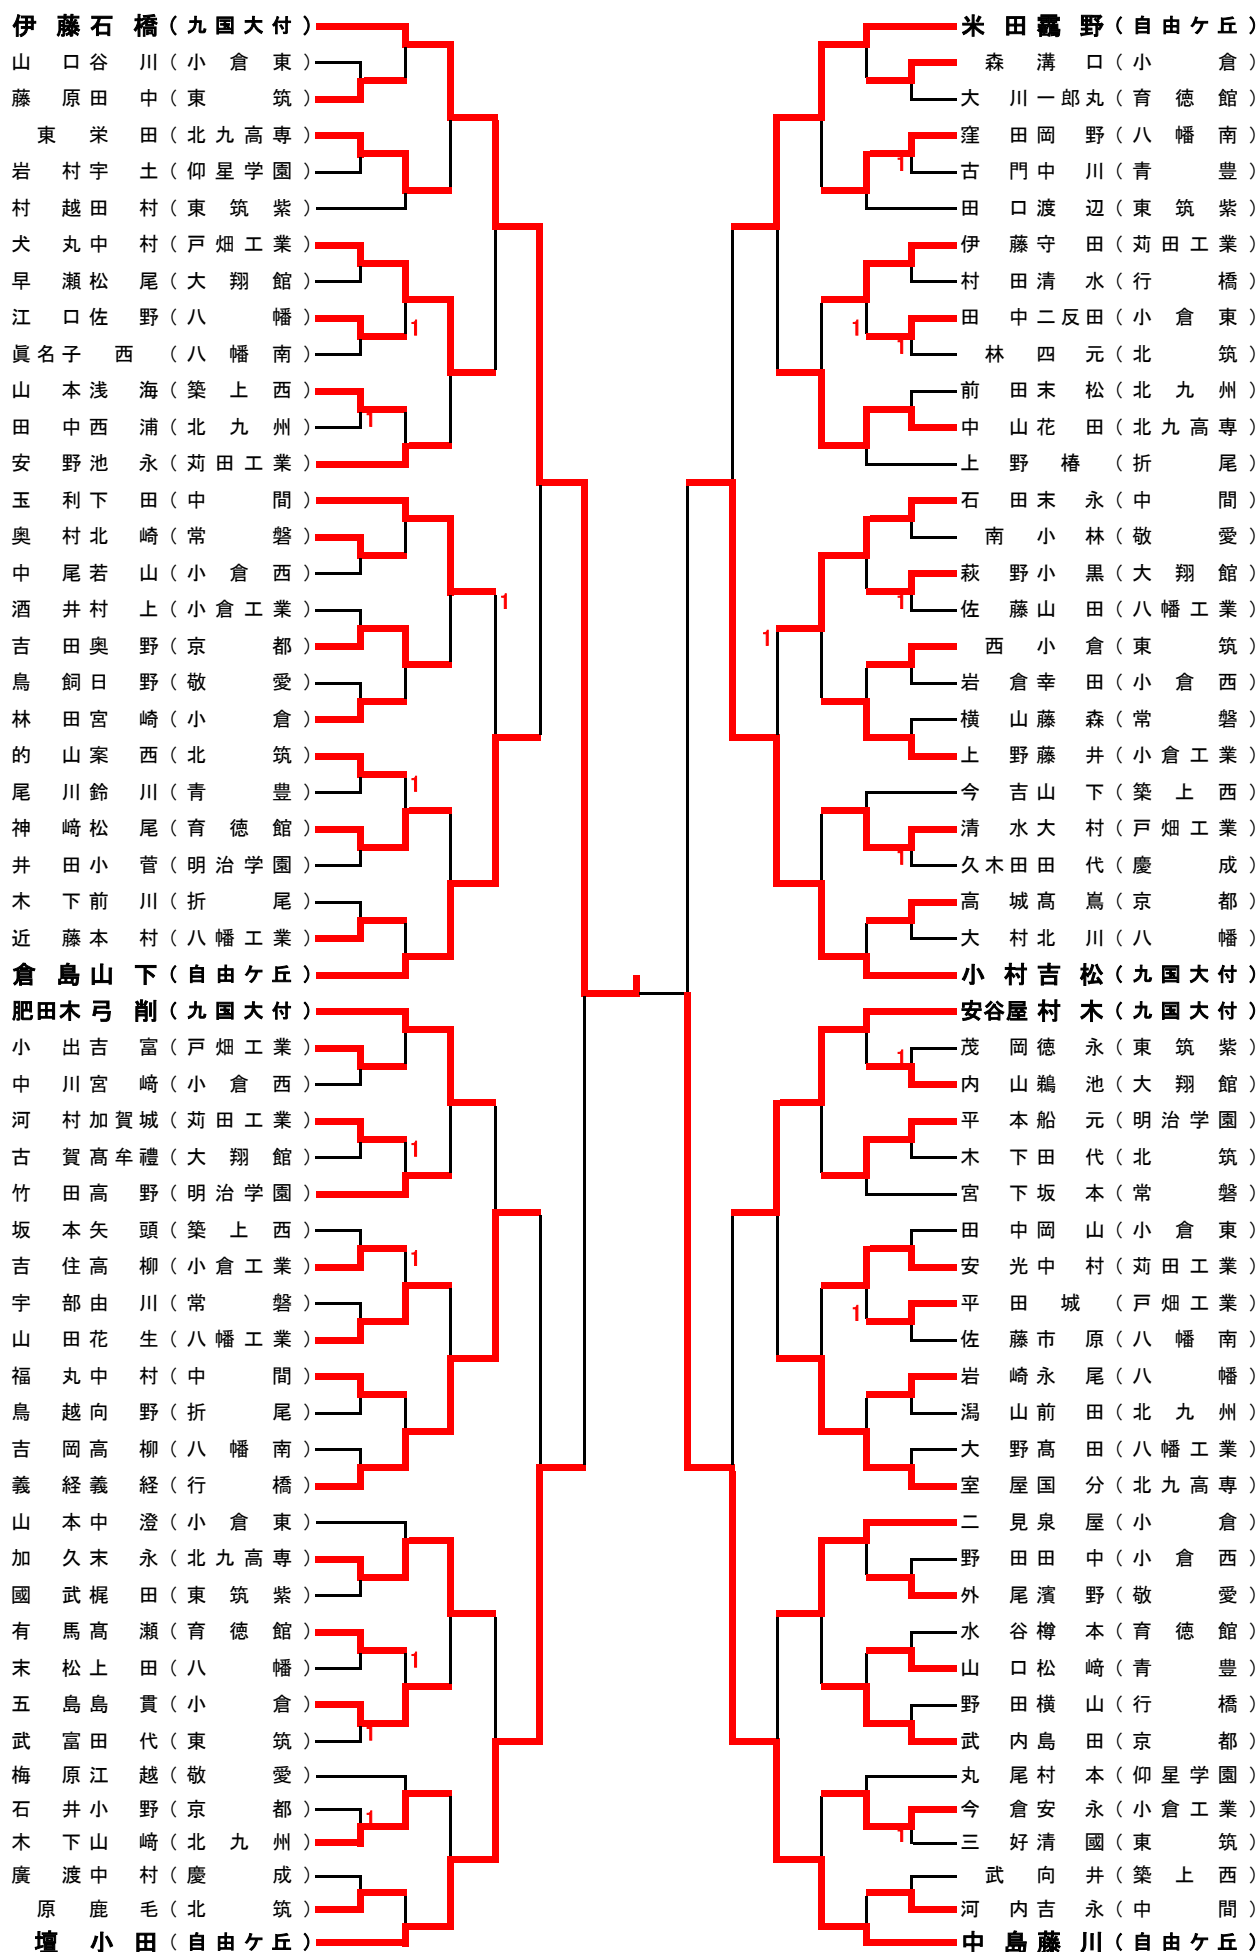 伊藤石橋(九国大付)
山口谷川(小倉東)
藤原田中(東筑)
東栄田(北九高専)
岩村宇土(仰星学園)
村越田村(東筑紫)
犬丸中村(戸畑工業)
早瀬松尾(大翔館)
江口佐野(八幡)
1
眞名子西(八幡南)
山本浅海(築上西)
1
田中西浦(北九州)
安野池永(苅田工業)
玉利下田(中間)
奥村北崎(常磐)
中尾若山(小倉西)
1
酒井村上(小倉工業)
吉田奥野(京都)
鳥飼日野(敬愛)
林田宮崎(小倉)
的山案西(北筑)
1
尾川鈴川(青豊)
神﨑松尾(育徳館)
井田小菅(明治学園)
木下前川(折尾)
近藤本村(八幡工業)
倉島山下(自由ケ丘)
肥田木弓削(九国大付)
小出吉富(戸畑工業)
中川宮﨑(小倉西)
河村加賀城(苅田工業)
1
古賀髙牟禮(大翔館)
竹田高野(明治学園)
坂本矢頭(築上西)
1
吉住高柳(小倉工業)
宇部由川(常磐)
山田花生(八幡工業)
福丸中村(中間)
鳥越向野(折尾)
吉岡高柳(八幡南)
義経義経(行橋)
山本中澄(小倉東)
加久末永(北九高専)
國武梶田(東筑紫)
有馬髙瀬(育徳館)
1
末松上田(八幡)
五島島貫(小倉)
1
武富田代(東筑)
梅原江越(敬愛)
石井小野(京都)
1
木下山﨑(北九州)
廣渡中村(慶成)
原鹿毛(北筑)
壇小田(自由ケ丘)
米田靏野(自由ケ丘)
森溝口(小倉)
大川一郎丸(育徳館)
窪田岡野(八幡南)
1
古門中川(青豊)
田口渡辺(東筑紫)
伊藤守田(苅田工業)
村田清水(行橋)
田中二反田(小倉東)
1
1
林四元(北筑)
前田末松(北九州)
中山花田(北九高専)
上野椿(折尾)
石田末永(中間)
南小林(敬愛)
萩野小黒(大翔館)
1
佐藤山田(八幡工業)
1
西小倉(東筑)
岩倉幸田(小倉西)
横山藤森(常磐)
上野藤井(小倉工業)
今吉山下(築上西)
清水大村(戸畑工業)
1
久木田田代(慶成)
高城髙嶌(京都)
大村北川(八幡)
小村吉松(九国大付)
安谷屋村木(九国大付)
1
茂岡徳永(東筑紫)
内山鵜池(大翔館)
平本船元(明治学園)
木下田代(北筑)
宮下坂本(常磐)
田中岡山(小倉東)
安光中村(苅田工業)
平田城(戸畑工業)
1
佐藤市原(八幡南)
岩崎永尾(八幡)
潟山前田(北九州)
大野髙田(八幡工業)
室屋国分(北九高専)
二見泉屋(小倉)
野田田中(小倉西)
外尾濱野(敬愛)
水谷樽本(育徳館)
山口松﨑(青豊)
野田横山(行橋)
武内島田(京都)
丸尾村本(仰星学園)
今倉安永(小倉工業)
1
三好清國(東筑)
武向井(築上西)
河内吉永(中間)
中島藤川(自由ケ丘)